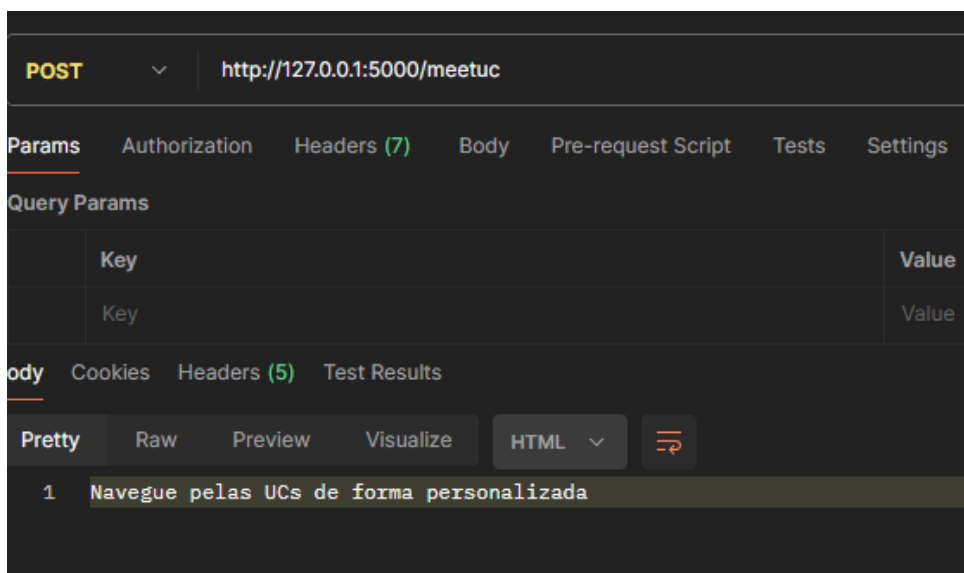 POST http://127.0.0.1:5000/meetuc
Params Authorization Headers (7) Body Pre-request Script Tests Settings
Query Params
Key Value
Key Value
ody Cookies Headers (5) Test Results
Pretty Raw Preview Visualize HTML
1 Navegue pelas UCs de forma personalizada